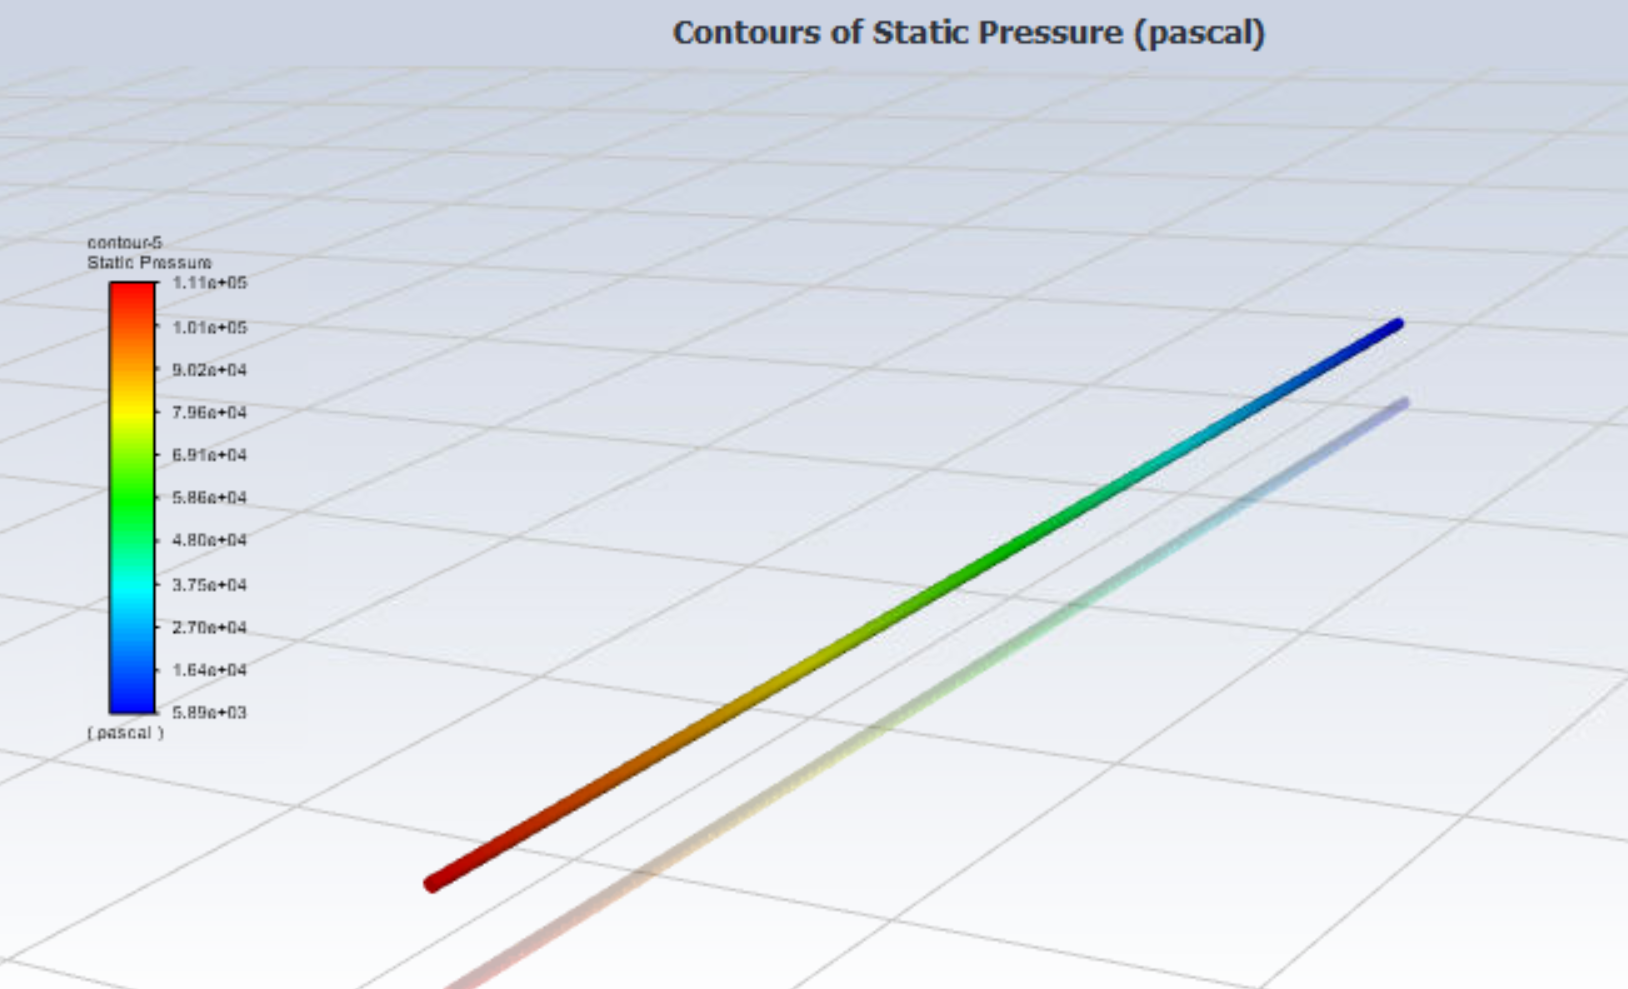 Contours of Static Pressure (pascal)
contour-5
Static Pressure
1.11e+05
1.01e+05
9.02e+04
7.96e+04
6.91e+04
5.86e+04
4.80e+04
3.75e+04
2.70e+04
1.64e+04
5.89e+03
( pascal )